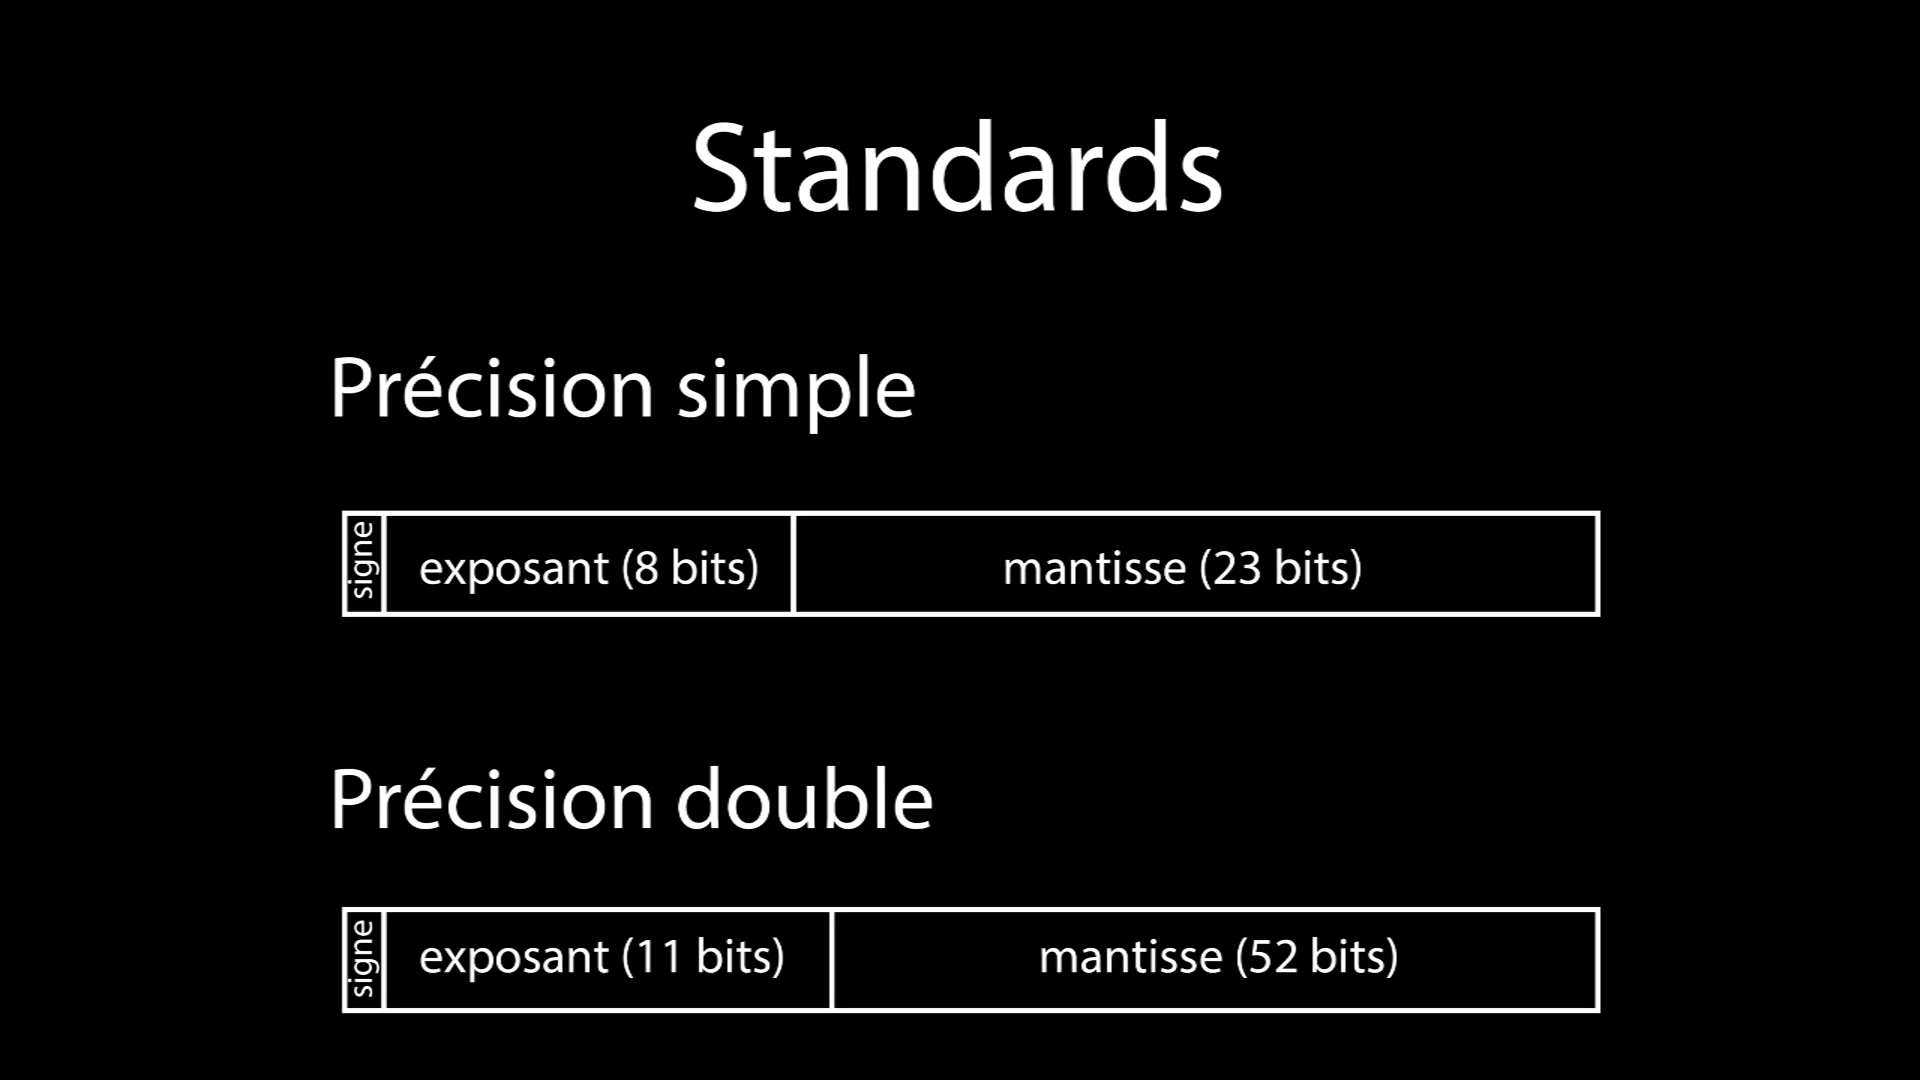 Standards
Précision simple
signe
exposant (8 bits)
mantisse (23 bits)
Précision double
signe
exposant (11 bits)
mantisse (52 bits)